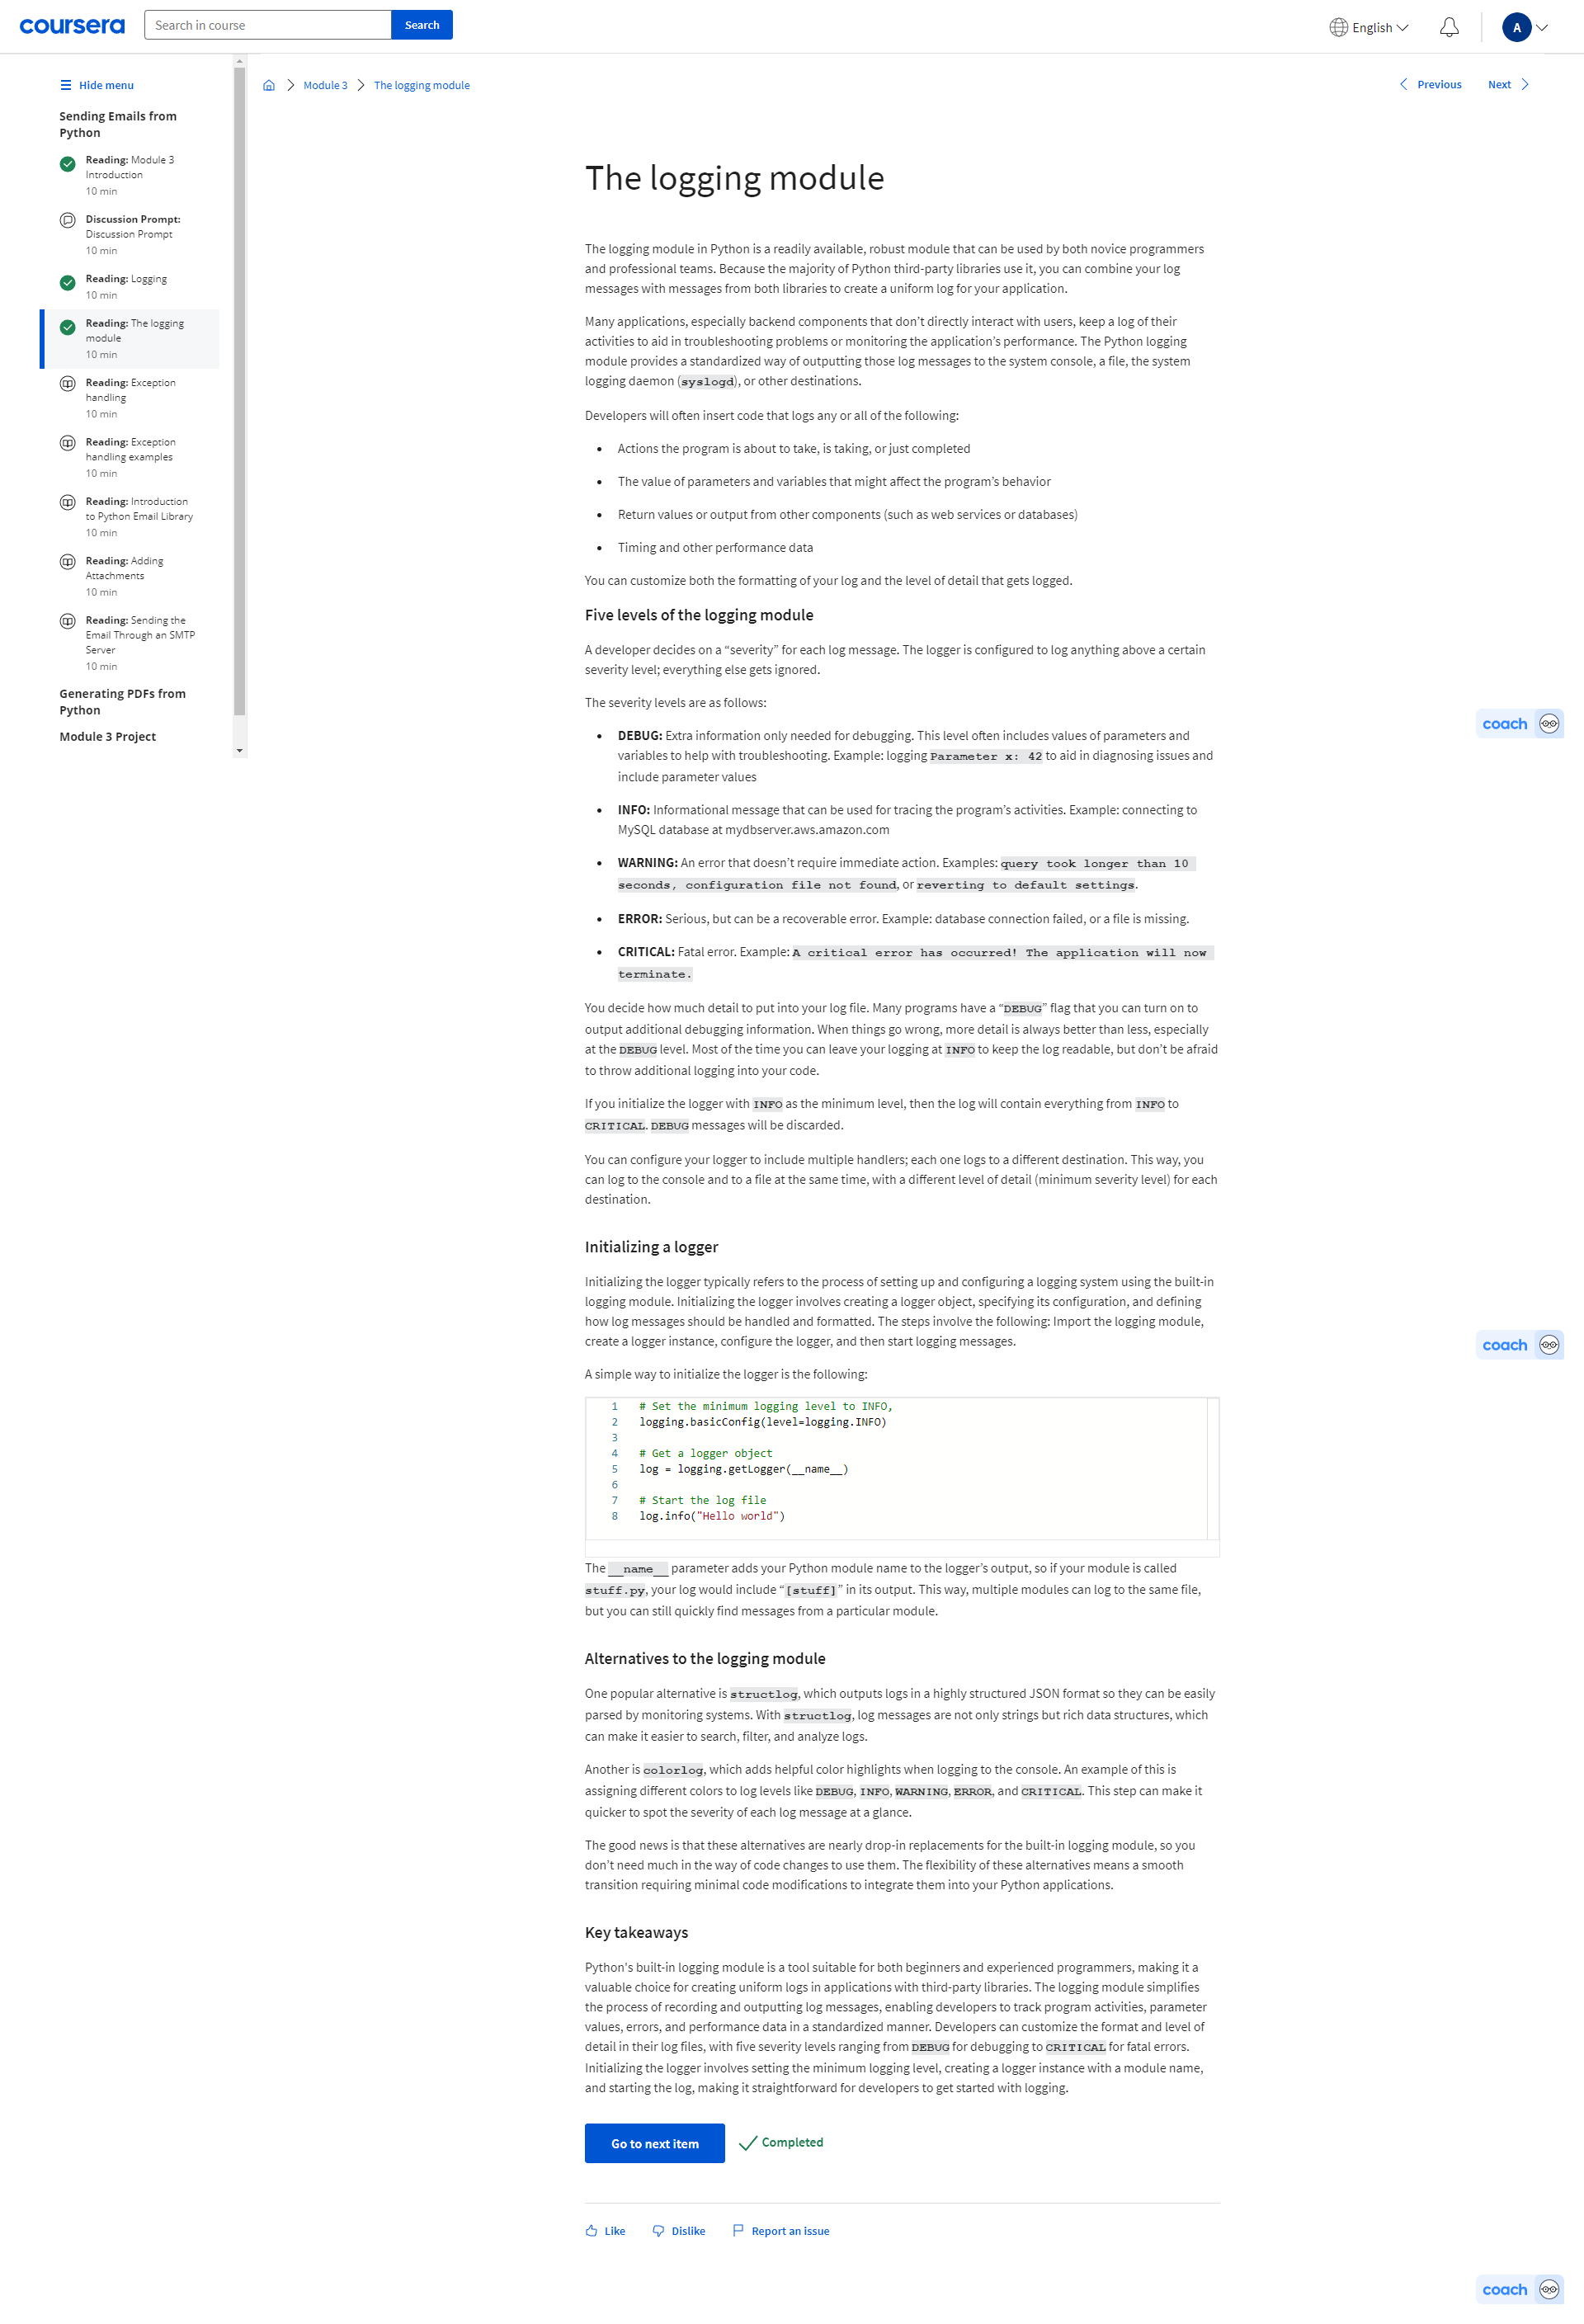 coursera
Search in course
Search
English
A
Hide menu
Sending Emails from
Python
Reading: Module 3
Introduction
10 min
Discussion Prompt:
Discussion Prompt
10 min
Reading: Logging
10 min
Reading: The logging
module
10 min
Reading: Exception
handling
10 min
Reading: Exception
handling examples
10 min
Reading: Introduction
to Python Email Library
10 min
Reading: Adding
Attachments
10 min
Reading: Sending the
Email Through an SMTP
Server
10 min
Generating PDFs from
Python
Module 3 Project
Module 3
The logging module
Previous
Next
The logging module
The logging module in Python is a readily available, robust module that can be used by both novice programmers
and professional teams. Because the majority of Python third-party libraries use it, you can combine your log
messages with messages from both libraries to create a uniform log for your application.
Many applications, especially backend components that don’t directly interact with users, keep a log of their
activities to aid in troubleshooting problems or monitoring the application’s performance. The Python logging
module provides a standardized way of outputting those log messages to the system console, a file, the system
logging daemon (syslogd), or other destinations.
Developers will often insert code that logs any or all of the following:
• Actions the program is about to take, is taking, or just completed
• The value of parameters and variables that might affect the program’s behavior
• Return values or output from other components (such as web services or databases)
• Timing and other performance data
You can customize both the formatting of your log and the level of detail that gets logged.
Five levels of the logging module
A developer decides on a “severity” for each log message. The logger is configured to log anything above a certain
severity level; everything else gets ignored.
The severity levels are as follows:
• DEBUG: Extra information only needed for debugging. This level often includes values of parameters and
variables to help with troubleshooting. Example: logging Parameter x: 42 to aid in diagnosing issues and
include parameter values
• INFO: Informational message that can be used for tracing the program’s activities. Example: connecting to
MySQL database at mydbserver.aws.amazon.com
• WARNING: An error that doesn’t require immediate action. Examples: query took longer than 10
seconds, configuration file not found, or reverting to default settings.
• ERROR: Serious, but can be a recoverable error. Example: database connection failed, or a file is missing.
• CRITICAL: Fatal error. Example: A critical error has occurred! The application will now
terminate.
You decide how much detail to put into your log file. Many programs have a “DEBUG” flag that you can turn on to
output additional debugging information. When things go wrong, more detail is always better than less, especially
at the DEBUG level. Most of the time you can leave your logging at INFO to keep the log readable, but don’t be afraid
to throw additional logging into your code.
If you initialize the logger with INFO as the minimum level, then the log will contain everything from INFO to
CRITICAL. DEBUG messages will be discarded.
You can configure your logger to include multiple handlers; each one logs to a different destination. This way, you
can log to the console and to a file at the same time, with a different level of detail (minimum severity level) for each
destination.
Initializing a logger
Initializing the logger typically refers to the process of setting up and configuring a logging system using the built-in
logging module. Initializing the logger involves creating a logger object, specifying its configuration, and defining
how log messages should be handled and formatted. The steps involve the following: Import the logging module,
create a logger instance, configure the logger, and then start logging messages.
A simple way to initialize the logger is the following:
1 # Set the minimum logging level to INFO,
2 logging.basicConfig(level=logging.INFO)
3
4 # Get a logger object
5 log = logging.getLogger(__name__)
6
7 # Start the log file
8 log.info("Hello world")
The __name__ parameter adds your Python module name to the logger’s output, so if your module is called
stuff.py, your log would include “[stuff]” in its output. This way, multiple modules can log to the same file,
but you can still quickly find messages from a particular module.
Alternatives to the logging module
One popular alternative is structlog, which outputs logs in a highly structured JSON format so they can be easily
parsed by monitoring systems. With structlog, log messages are not only strings but rich data structures, which
can make it easier to search, filter, and analyze logs.
Another is colorlog, which adds helpful color highlights when logging to the console. An example of this is
assigning different colors to log levels like DEBUG, INFO, WARNING, ERROR, and CRITICAL. This step can make it
quicker to spot the severity of each log message at a glance.
The good news is that these alternatives are nearly drop-in replacements for the built-in logging module, so you
don’t need much in the way of code changes to use them. The flexibility of these alternatives means a smooth
transition requiring minimal code modifications to integrate them into your Python applications.
Key takeaways
Python's built-in logging module is a tool suitable for both beginners and experienced programmers, making it a
valuable choice for creating uniform logs in applications with third-party libraries. The logging module simplifies
the process of recording and outputting log messages, enabling developers to track program activities, parameter
values, errors, and performance data in a standardized manner. Developers can customize the format and level of
detail in their log files, with five severity levels ranging from DEBUG for debugging to CRITICAL for fatal errors.
Initializing the logger involves setting the minimum logging level, creating a logger instance with a module name,
and starting the log, making it straightforward for developers to get started with logging.
Go to next item
Completed
Like
Dislike
Report an issue
coach
coach
coach